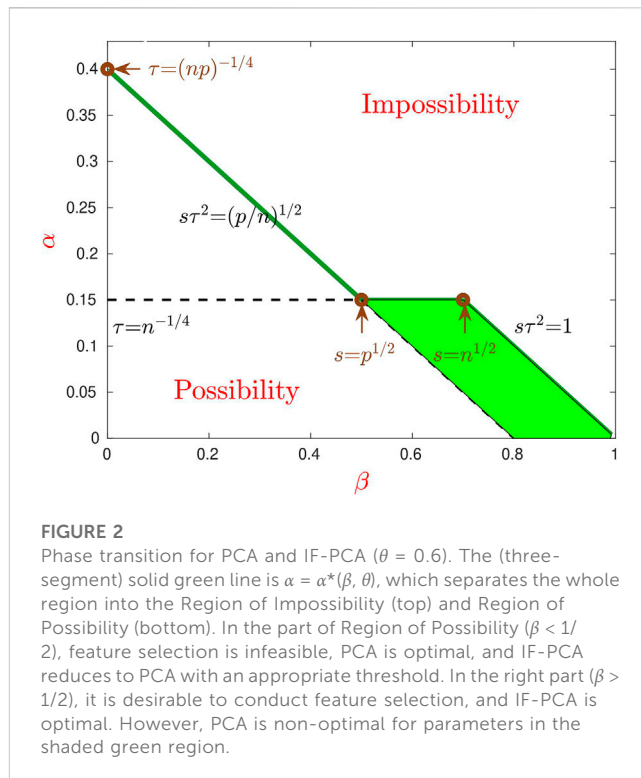 0.4
τ=(np)^{-1/4}
Impossibility
0.35
0.3
0.25
sτ²=(p/n)^{1/2}
α
0.2
0.15
τ=n^{-1/4}
sτ²=1
0.1
s=p^{1/2}
s=n^{1/2}
Possibility
0.05
0
0
0.2
0.4
0.6
0.8
1
β
FIGURE 2
Phase transition for PCA and IF-PCA (θ = 0.6). The (three-
segment) solid green line is α = α*(β, θ), which separates the whole
region into the Region of Impossibility (top) and Region of
Possibility (bottom). In the part of Region of Possibility (β < 1/
2), feature selection is infeasible, PCA is optimal, and IF-PCA
reduces to PCA with an appropriate threshold. In the right part (β >
1/2), it is desirable to conduct feature selection, and IF-PCA is
optimal. However, PCA is non-optimal for parameters in the
shaded green region.